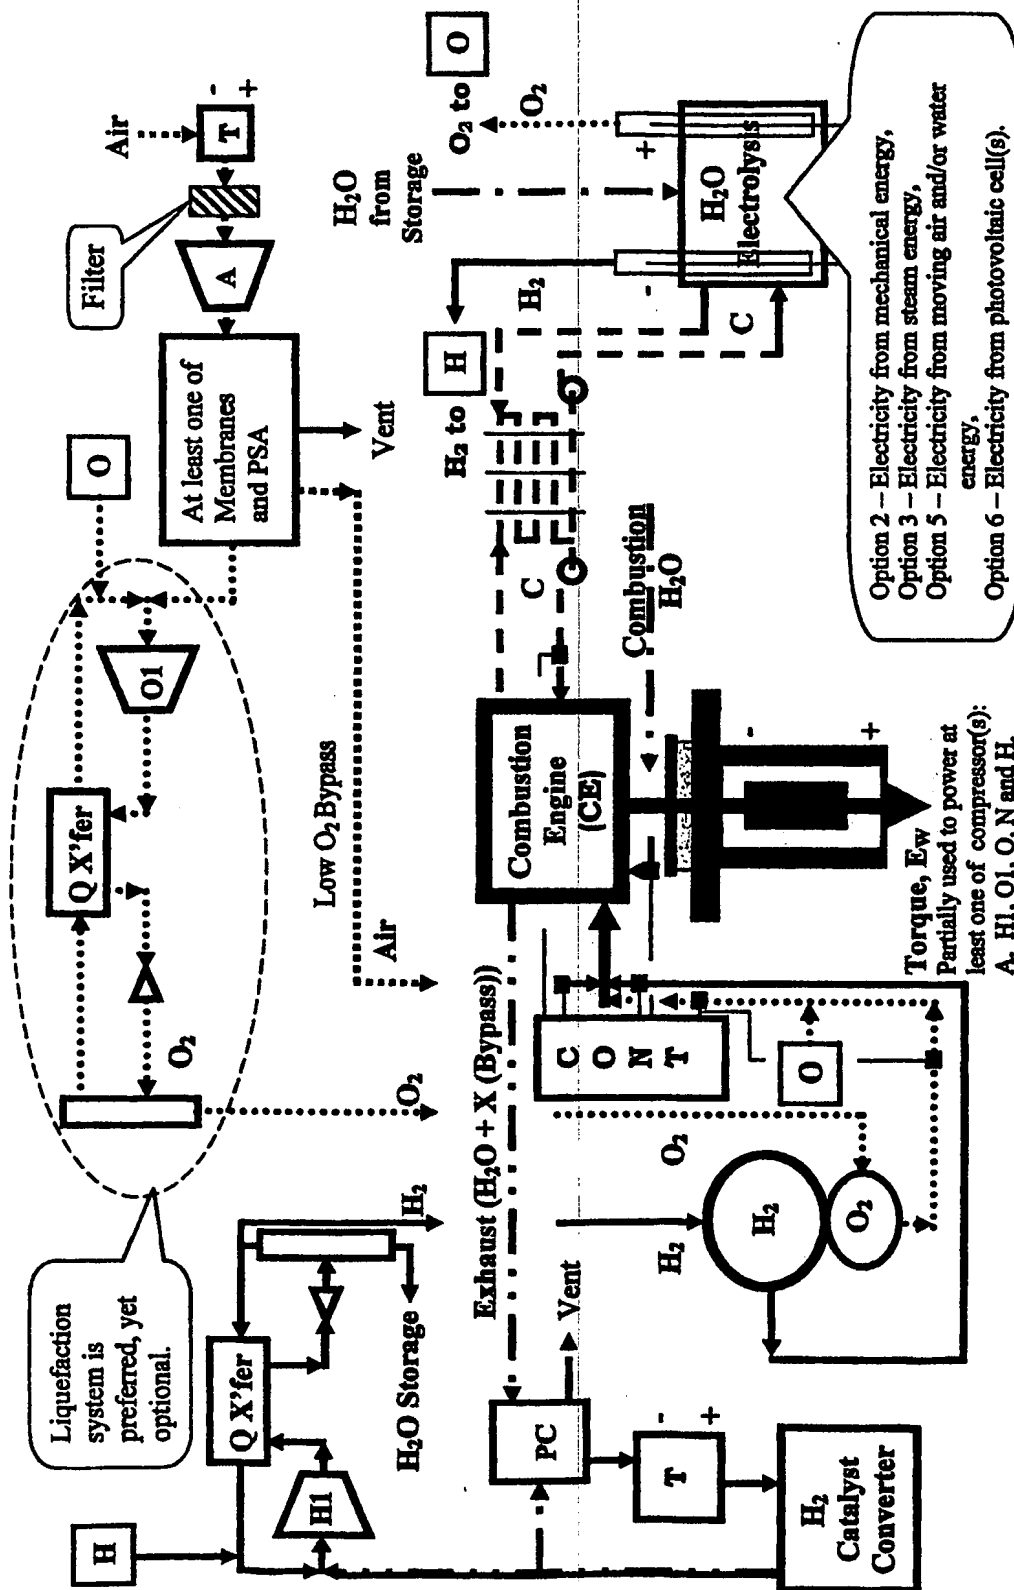 H
Liquefaction
system is
preferred, yet
optional.
Q X'fer
H1
H2
H2O Storage
O2
Q X'fer
O1
O
Filter
Air
T
-
+
A
At least one of
Membranes
and PSA
Vent
Low O2 Bypass
Air
O2
Exhaust (H2O + X (Bypass))
PC
Vent
T
-
+
H2
Catalyst
Converter
H2
O2
H2
O2
O
C
O
N
T
Combustion
Engine
(CE)
C
Combustion
H2O
-
+
Torque, EW
Partially used to power at
least one of compressor(s):
A, H1, O1, O, N and H.
H2O
from
Storage
O2 to
O
O2
H2 to
H
H2
C
-
+
H2O
Electrolysis
Option 2 – Electricity from mechanical energy,
Option 3 – Electricity from steam energy,
Option 5 – Electricity from moving air and/or water
energy,
Option 6 – Electricity from photovoltaic cell(s).